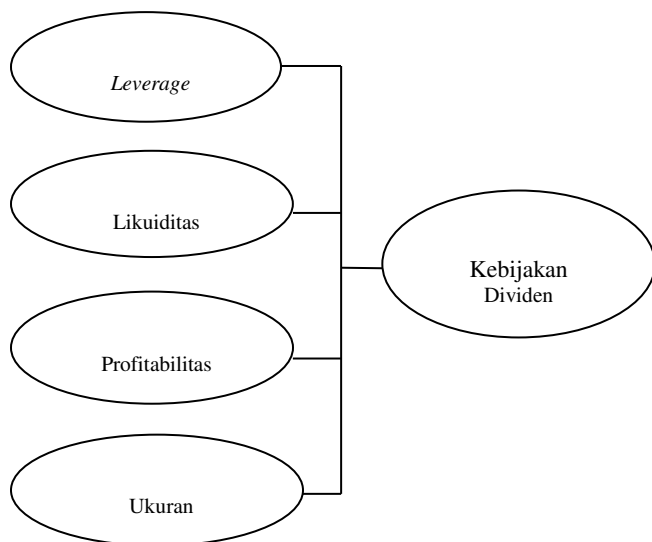 Leverage
Likuiditas
Kebijakan
Dividen
Profitabilitas
Ukuran